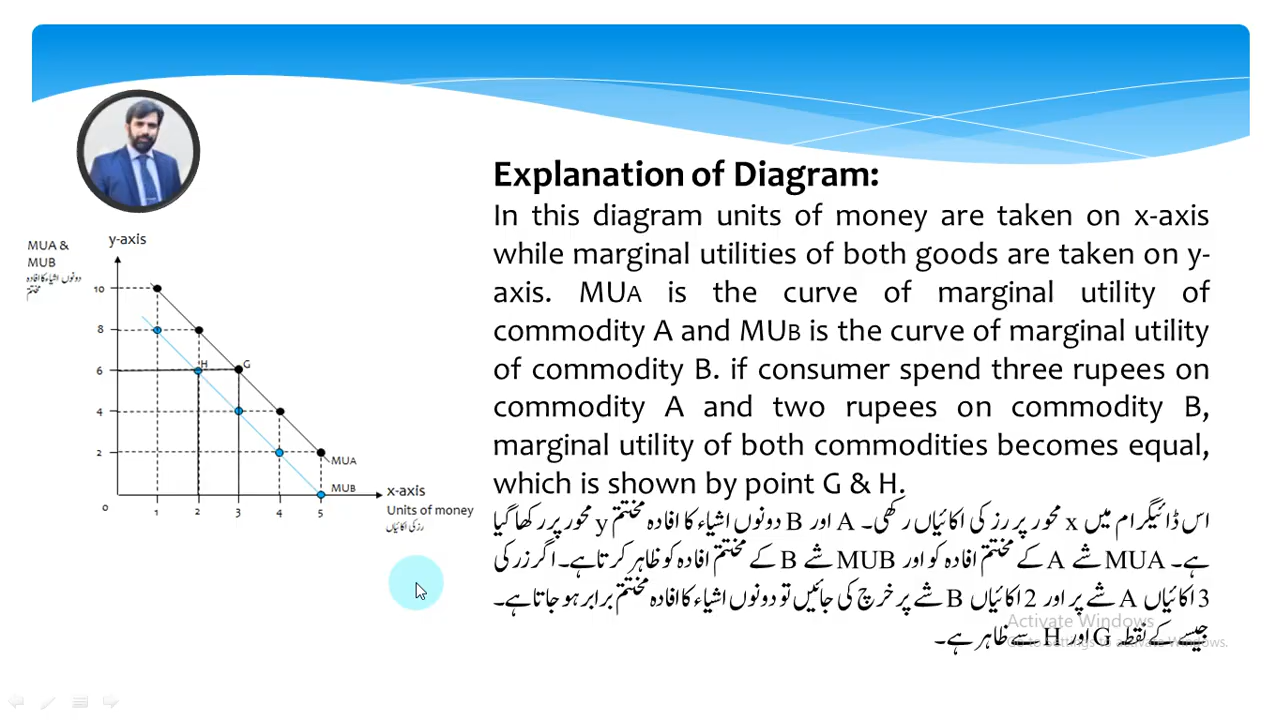 Explanation of Diagram:
In this diagram units of money are taken on x-axis
while marginal utilities of both goods are taken on y-
axis. MUA is the curve of marginal utility of
commodity A and MUB is the curve of marginal utility
of commodity B. if consumer spend three rupees on
commodity A and two rupees on commodity B,
marginal utility of both commodities becomes equal,
which is shown by point G & H.
اس ڈائیگرام میں x محور پر زر کی اکائیاں رکھی۔ A اور B دونوں اشیاء کا افادہ مختتم y محور پر رکھا گیا
ہے۔ MUA شے A کے مختتم افادہ کو اور MUB شے B کے مختتم افادہ کو ظاہر کرتا ہے۔ اگر زر کی
3 اکائیاں A شے پر اور 2 اکائیاں B شے پر خرچ کی جائیں تو دونوں اشیاء کا افادہ مختتم برابر ہو جاتا ہے۔
جیسے کے نقطہ G اور H سے ظاہر ہے۔
MUA &
MUB
دونوں اشیاء کا افادہ
مختتم
y-axis
10
8
6
4
2
0
H
G
MUA
MUB
1 2 3 4 5
x-axis
Units of money
زر کی اکائیاں
Activate Windows
Go to Settings to activate Windows.